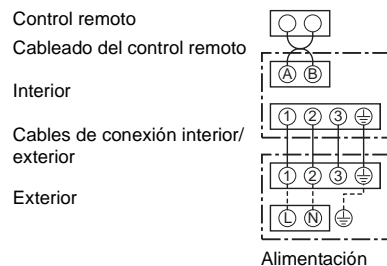 Control remoto
Cableado del control remoto
A B
Interior
1 2 3
Cables de conexión interior/
exterior
1 2 3
Exterior
L N
Alimentación